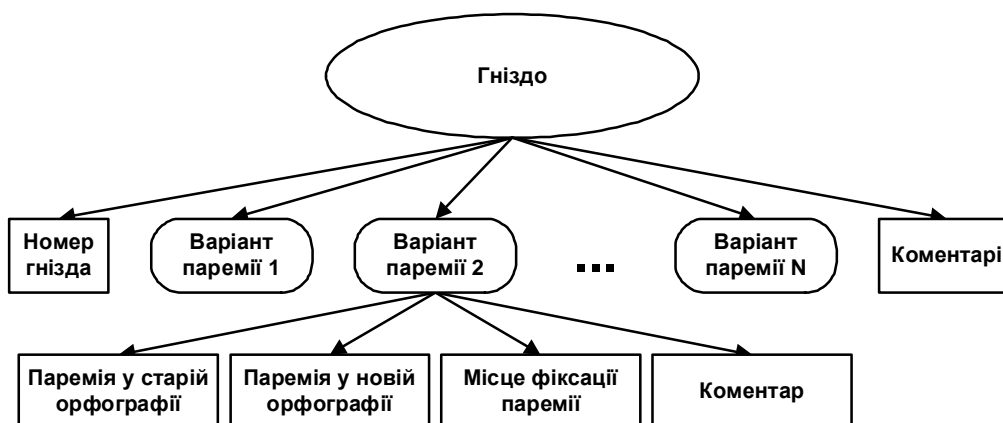 Гніздо
Номер
гнізда
Варіант
паремії 1
Варіант
паремії 2
...
Варіант
паремії N
Коментарі
Паремія у старій
орфографії
Паремія у новій
орфографії
Місце фіксації
паремії
Коментар